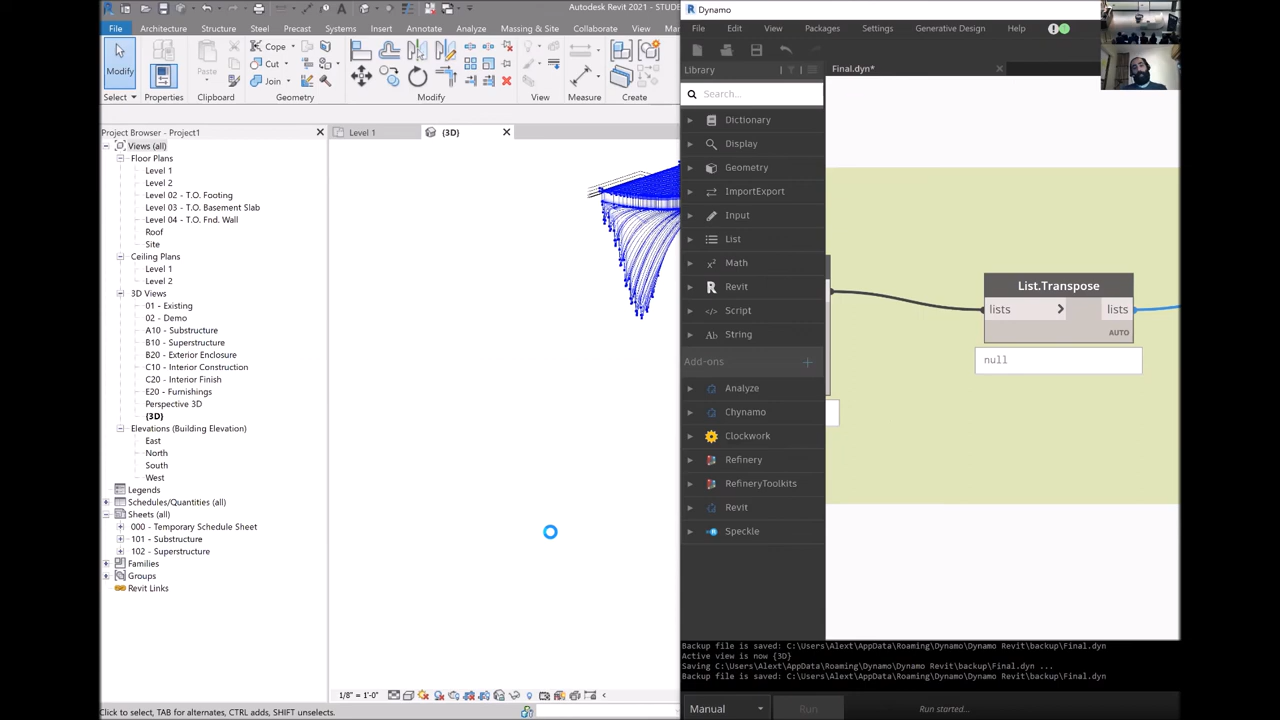 Autodesk Revit 2021 - STUDE
File Architecture Structure Steel Precast Systems Insert Annotate Analyze Massing & Site Collaborate View
Modify
Select
Properties
Paste
Clipboard
Cope
Cut
Join
Geometry
Modify
View
Measure
Create
Project Browser - Project1
Level 1
{3D}
Views (all)
Floor Plans
Level 1
Level 2
Level 02 - T.O. Footing
Level 03 - T.O. Basement Slab
Level 04 - T.O. Fnd. Wall
Roof
Site
Ceiling Plans
Level 1
Level 2
3D Views
01 - Existing
02 - Demo
A10 - Substructure
B10 - Superstructure
B20 - Exterior Enclosure
C10 - Interior Construction
C20 - Interior Finish
E20 - Furnishings
Perspective 3D
{3D}
Elevations (Building Elevation)
East
North
South
West
Legends
Schedules/Quantities (all)
Sheets (all)
000 - Temporary Schedule Sheet
101 - Substructure
102 - Superstructure
Families
Groups
Revit Links
1/8" = 1'-0"
Click to select, TAB for alternates, CTRL adds, SHIFT unselects.
:0
Dynamo
File Edit View Packages Settings Generative Design Help
Library
Final.dyn*
Search...
Dictionary
Display
Geometry
ImportExport
Input
List
Math
Revit
Script
String
Add-ons
Analyze
Chynamo
Clockwork
Refinery
RefineryToolkits
Revit
Speckle
List.Transpose
lists > lists
AUTO
null
Backup file is saved: C:\Users\Alext\AppData\Roaming\Dynamo\Dynamo Revit\backup\Final.dyn
Active view is now {3D}
Saving C:\Users\Alext\AppData\Roaming\Dynamo\Dynamo Revit\backup\Final.dyn ...
Backup file is saved: C:\Users\Alext\AppData\Roaming\Dynamo\Dynamo Revit\backup\Final.dyn
Manual
Run
Run started...